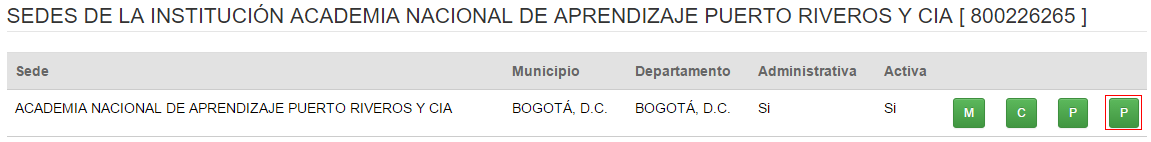 SEDES DE LA INSTITUCIÓN ACADEMIA NACIONAL DE APRENDIZAJE PUERTO RIVEROS Y CIA [ 800226265 ]
Sede Municipio Departamento Administrativa Activa
ACADEMIA NACIONAL DE APRENDIZAJE PUERTO RIVEROS Y CIA BOGOTÁ, D.C. BOGOTÁ, D.C. Si Si M C P P